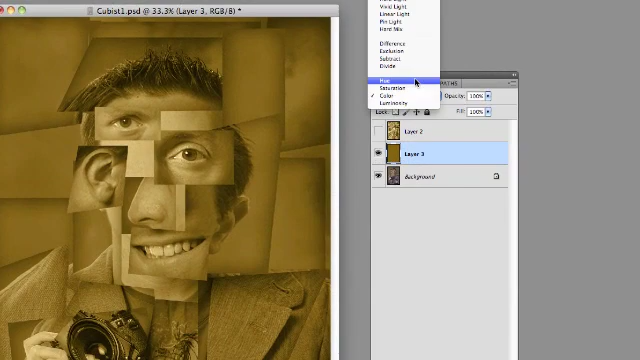 Cubist1.psd @ 33.3% (Layer 3, RGB/8) *
Vivid Light
Linear Light
Pin Light
Hard Mix
Difference
Exclusion
Subtract
Divide
Hue
Saturation
✓ Color
Luminosity
PATHS
Opacity: 100%
Lock:
Fill: 100%
Layer 2
Layer 3
Background